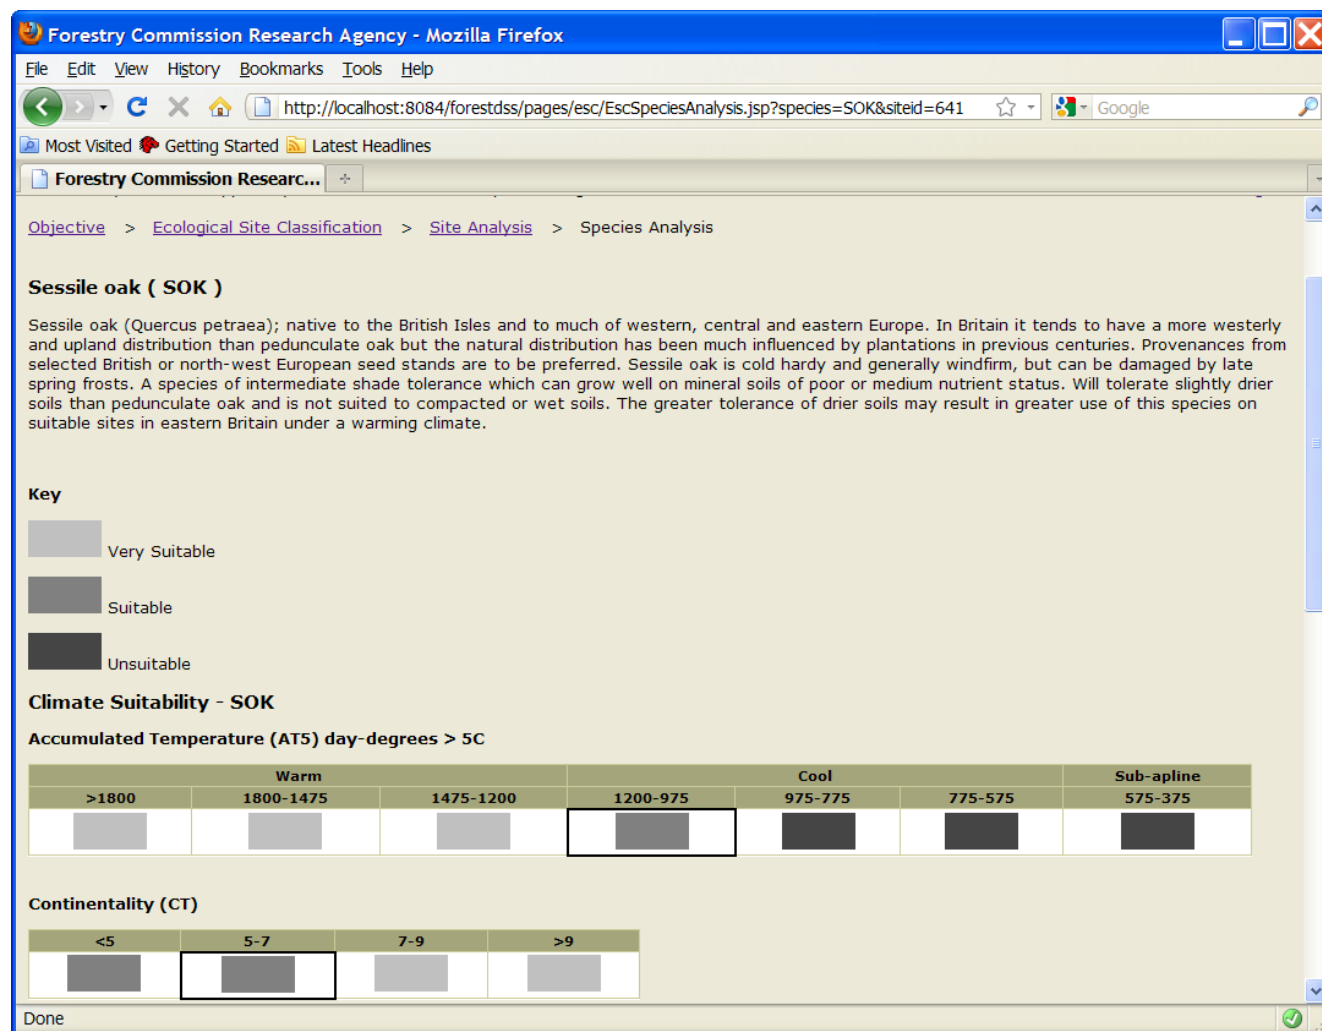 Forestry Commission Research Agency - Mozilla Firefox
File Edit View History Bookmarks Tools Help
http://localhost:8084/forestdss/pages/esc/EscSpeciesAnalysis.jsp?species=SOK&siteid=641 Google
Most Visited Getting Started Latest Headlines
Forestry Commission Researc...
Objective > Ecological Site Classification > Site Analysis > Species Analysis
Sessile oak ( SOK )
Sessile oak (Quercus petraea); native to the British Isles and to much of western, central and eastern Europe. In Britain it tends to have a more westerly
and upland distribution than pedunculate oak but the natural distribution has been much influenced by plantations in previous centuries. Provenances from
selected British or north-west European seed stands are to be preferred. Sessile oak is cold hardy and generally windfirm, but can be damaged by late
spring frosts. A species of intermediate shade tolerance which can grow well on mineral soils of poor or medium nutrient status. Will tolerate slightly drier
soils than pedunculate oak and is not suited to compacted or wet soils. The greater tolerance of drier soils may result in greater use of this species on
suitable sites in eastern Britain under a warming climate.
Key
Very Suitable
Suitable
Unsuitable
Climate Suitability - SOK
Accumulated Temperature (AT5) day-degrees > 5C
Warm Cool Sub-apline
>1800 1800-1475 1475-1200 1200-975 975-775 775-575 575-375
Continentality (CT)
<5 5-7 7-9 >9
Done